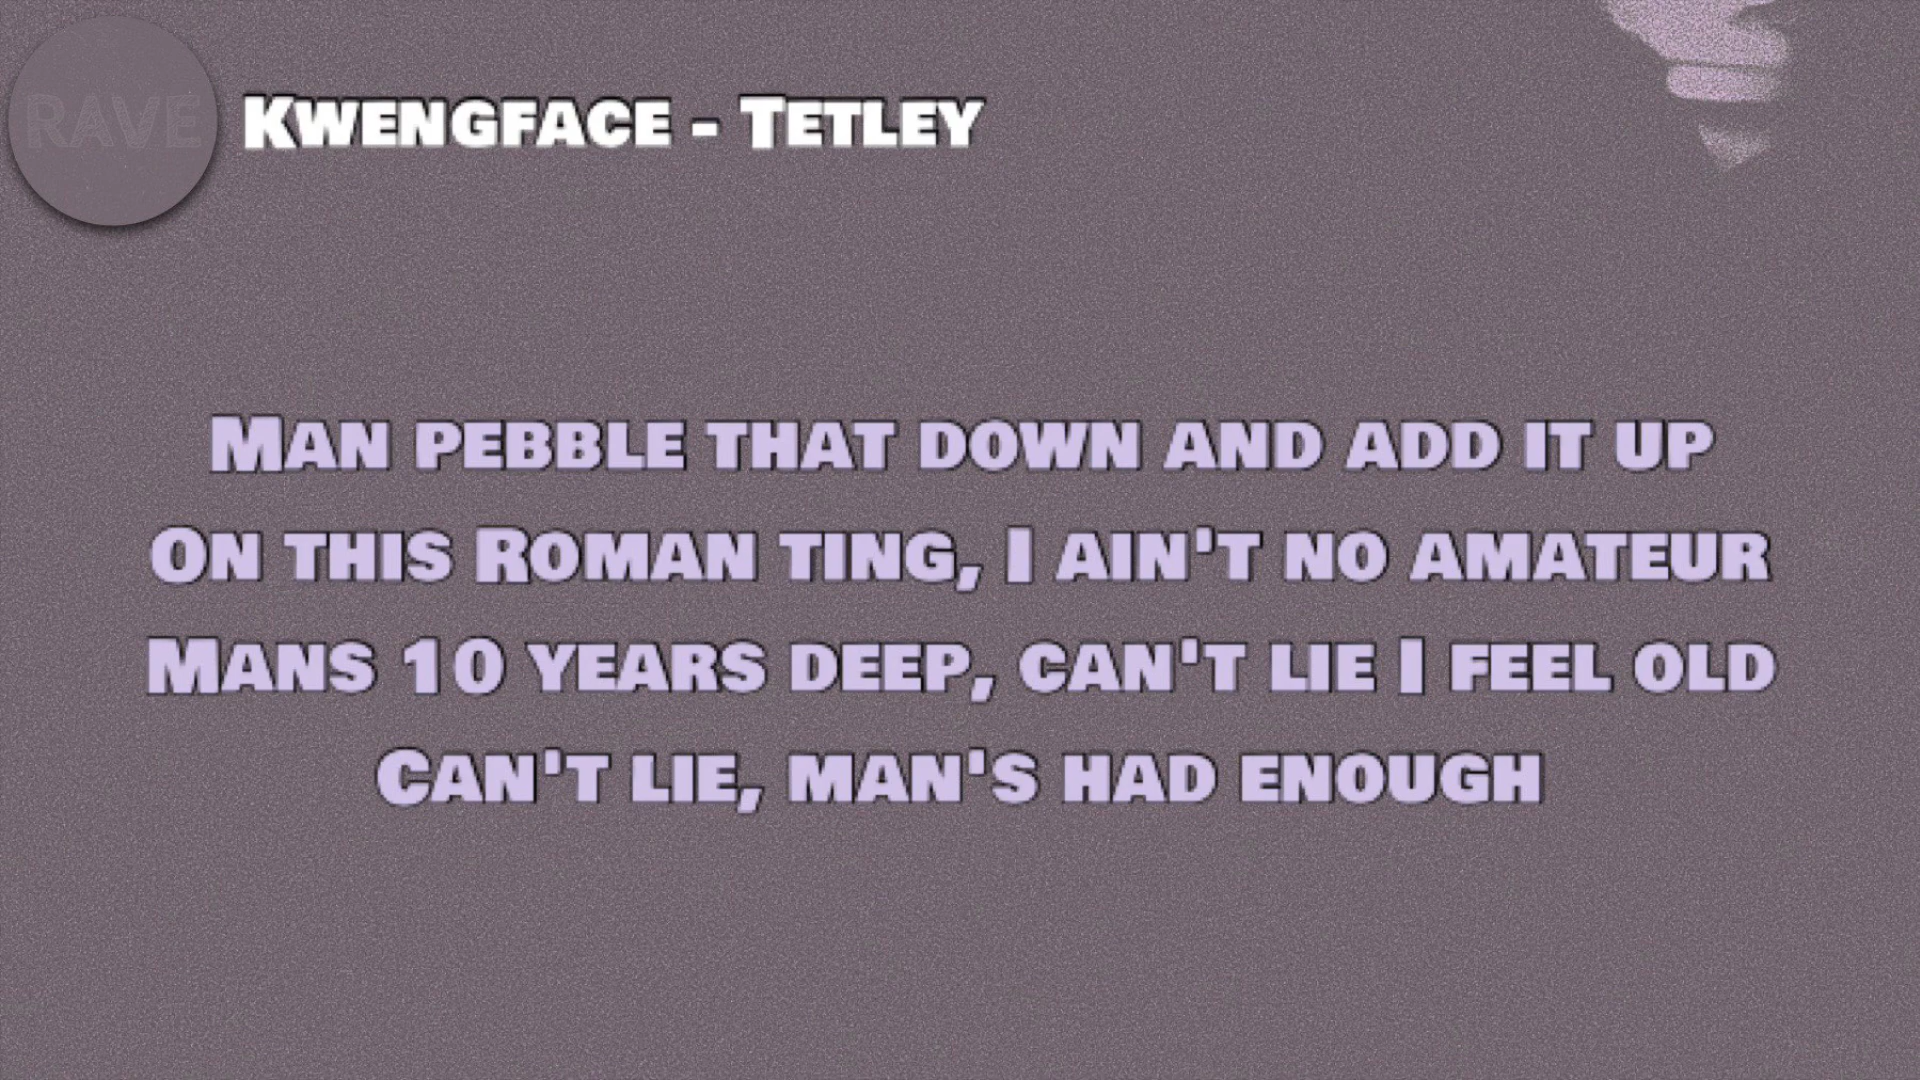 RAVE
Kwengface - Tetley
Man pebble that down and add it up
On this Roman ting, I ain't no amateur
Mans 10 years deep, can't lie I feel old
Can't lie, man's had enough